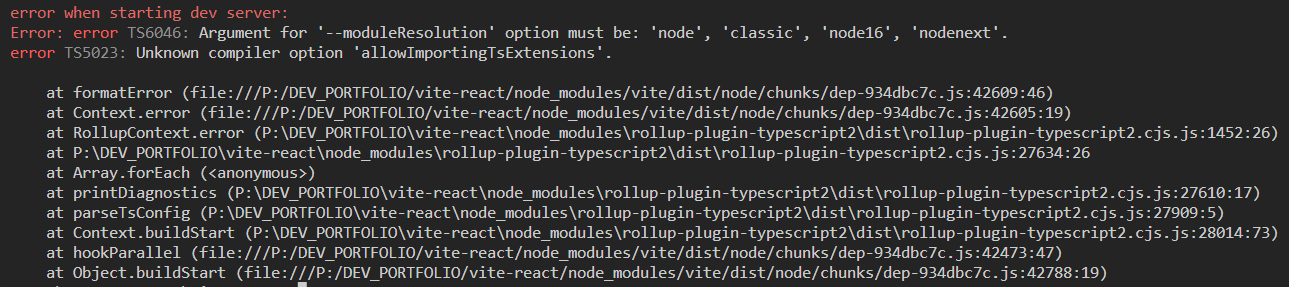 error when starting dev server:
Error: error TS6046: Argument for '--moduleResolution' option must be: 'node', 'classic', 'node16', 'nodenext'.
error TS5023: Unknown compiler option 'allowImportingTsExtensions'.
at formatError (file:///P:/DEV_PORTFOLIO/vite-react/node_modules/vite/dist/node/chunks/dep-934dbc7c.js:42609:46)
at Context.error (file:///P:/DEV_PORTFOLIO/vite-react/node_modules/vite/dist/node/chunks/dep-934dbc7c.js:42605:19)
at RollupContext.error (P:\DEV_PORTFOLIO\vite-react\node_modules\rollup-plugin-typescript2\dist\rollup-plugin-typescript2.cjs.js:1452:26)
at P:\DEV_PORTFOLIO\vite-react\node_modules\rollup-plugin-typescript2\dist\rollup-plugin-typescript2.cjs.js:27634:26
at Array.forEach (<anonymous>)
at printDiagnostics (P:\DEV_PORTFOLIO\vite-react\node_modules\rollup-plugin-typescript2\dist\rollup-plugin-typescript2.cjs.js:27610:17)
at parseTsConfig (P:\DEV_PORTFOLIO\vite-react\node_modules\rollup-plugin-typescript2\dist\rollup-plugin-typescript2.cjs.js:27909:5)
at Context.buildStart (P:\DEV_PORTFOLIO\vite-react\node_modules\rollup-plugin-typescript2\dist\rollup-plugin-typescript2.cjs.js:28014:73)
at hookParallel (file:///P:/DEV_PORTFOLIO/vite-react/node_modules/vite/dist/node/chunks/dep-934dbc7c.js:42473:47)
at Object.buildStart (file:///P:/DEV_PORTFOLIO/vite-react/node_modules/vite/dist/node/chunks/dep-934dbc7c.js:42788:19)